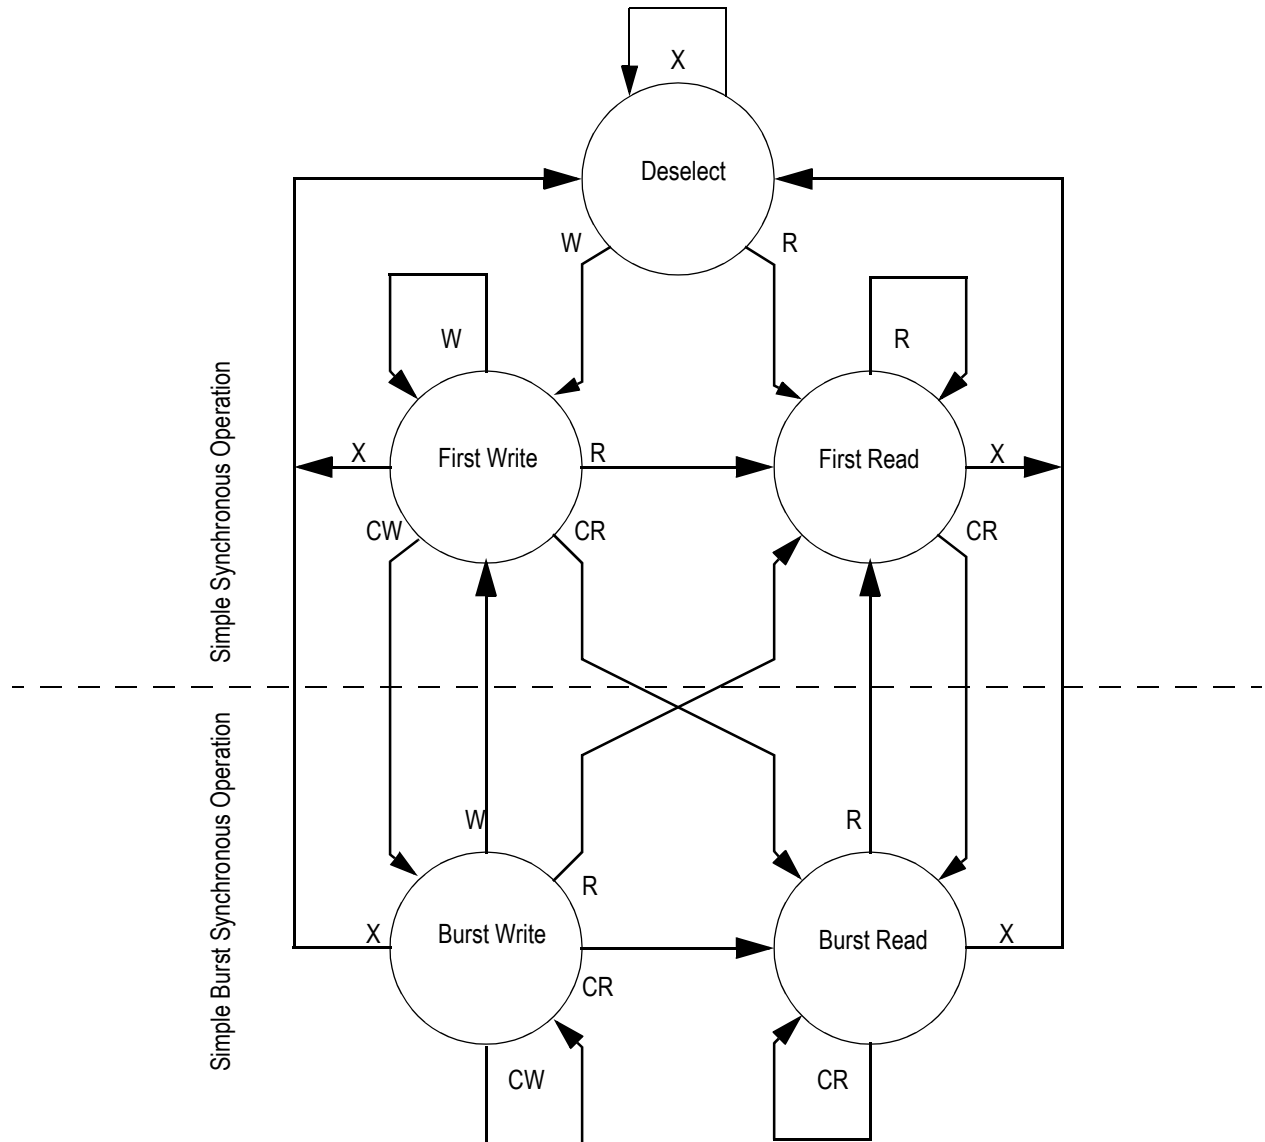 X
Deselect
W
R
W
R
X
First Write
R
First Read
X
CW
CR
CR
Simple Synchronous Operation
Simple Burst Synchronous Operation
W
R
R
X
Burst Write
Burst Read
X
CR
CW
CR